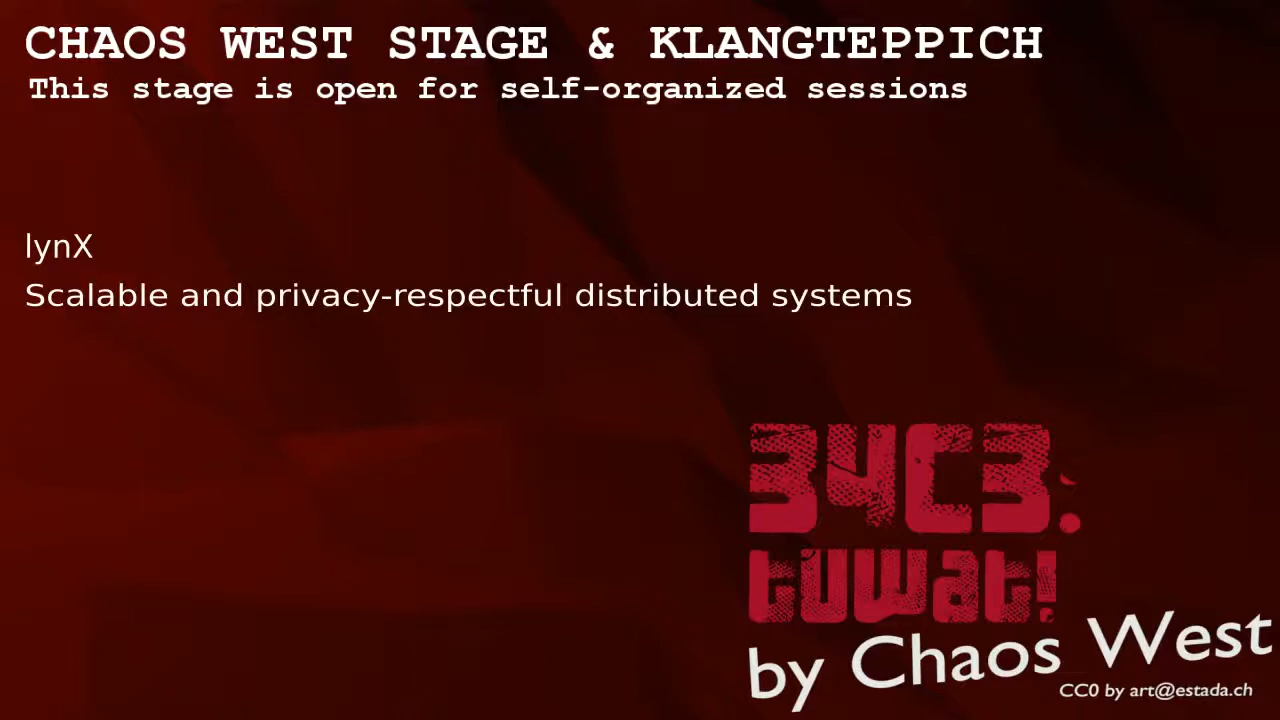 CHAOS WEST STAGE & KLANGTEPPICH
This stage is open for self-organized sessions
lynX
Scalable and privacy-respectful distributed systems
34C3.
tuwat!
by Chaos West
CC0 by art@estada.ch